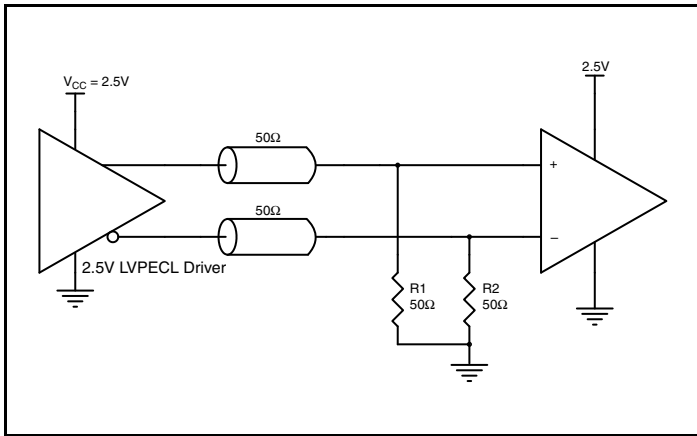 V_CC = 2.5V
2.5V
50Ω
+
50Ω
−
2.5V LVPECL Driver
R1
50Ω
R2
50Ω